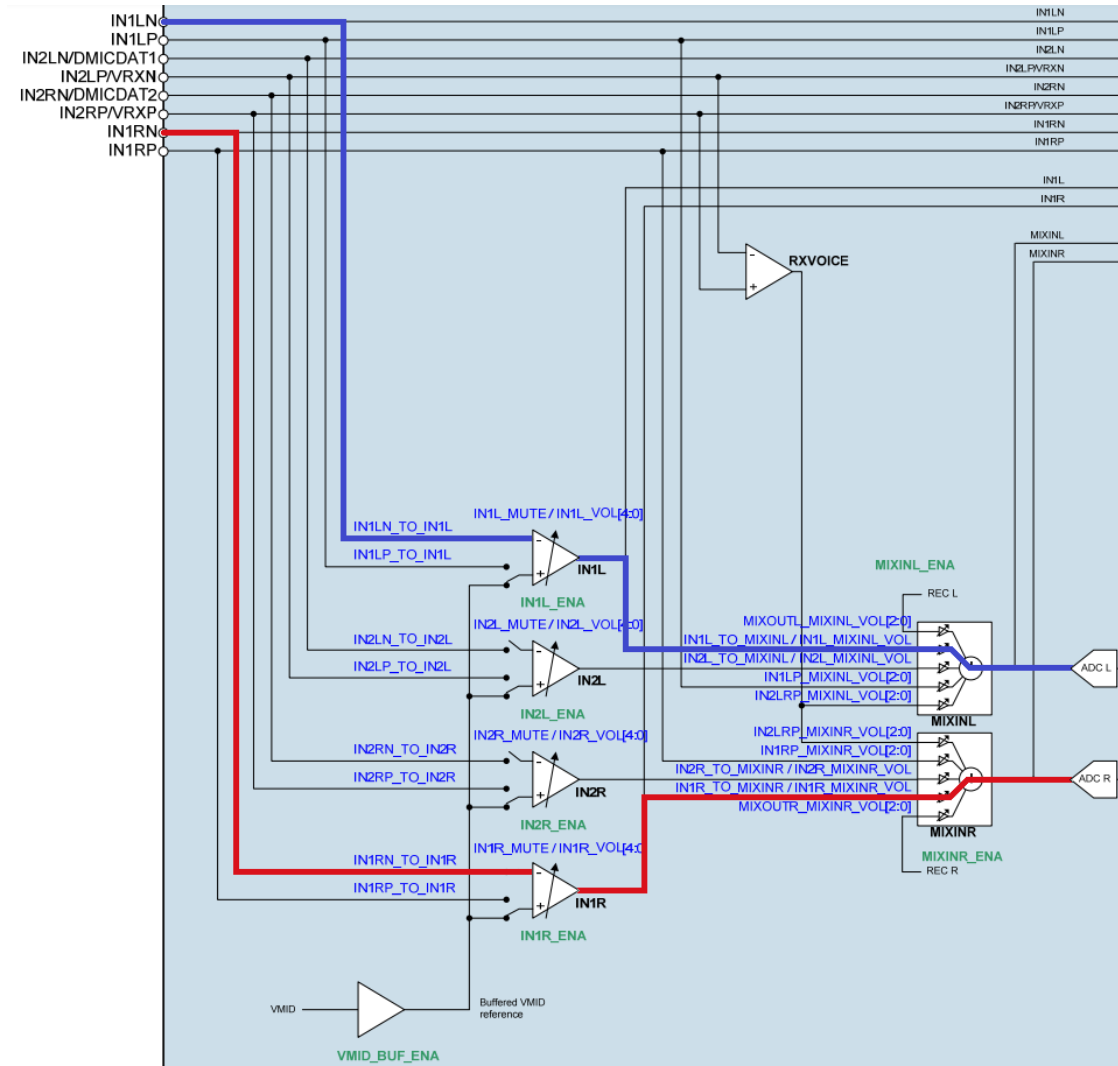 IN1LN
IN1LP
IN2LN/DMICDAT1
IN2LP/VRXN
IN2RN/DMICDAT2
IN2RP/VRXP
IN1RN
IN1RP
IN1LN
IN1LP
IN2LN
IN2LP/VRXN
IN2RN
IN2RP/VRXP
IN1RN
IN1RP
IN1L
IN1R
MIXINL
MIXINR
-
+
RXVOICE
IN1L_MUTE / IN1L_VOL[4:0]
IN1LN_TO_IN1L
IN1LP_TO_IN1L
-
+
IN1L
IN1L_ENA
IN2L_MUTE / IN2L_VOL[4:0]
IN2LN_TO_IN2L
IN2LP_TO_IN2L
-
+
IN2L
IN2L_ENA
IN2R_MUTE / IN2R_VOL[4:0]
IN2RN_TO_IN2R
IN2RP_TO_IN2R
-
+
IN2R
IN2R_ENA
IN1R_MUTE / IN1R_VOL[4:0
IN1RN_TO_IN1R
IN1RP_TO_IN1R
-
+
IN1R
IN1R_ENA
MIXINL_ENA
REC L
MIXOUTL_MIXINL_VOL[2:0]
IN1L_TO_MIXINL / IN1L_MIXINL_VOL
IN2L_TO_MIXINL / IN2L_MIXINL_VOL
IN1LP_MIXINL_VOL[2:0]
IN2LRP_MIXINL_VOL[2:0]
MIXINL
ADC L
IN2LRP_MIXINR_VOL[2:0]
IN1RP_MIXINR_VOL[2:0]
IN2R_TO_MIXINR / IN2R_MIXINR_VOL
IN1R_TO_MIXINR / IN1R_MIXINR_VOL
MIXOUTR_MIXINR_VOL[2:0]
MIXINR
ADC R
MIXINR_ENA
REC R
VMID
Buffered VMID
reference
VMID_BUF_ENA